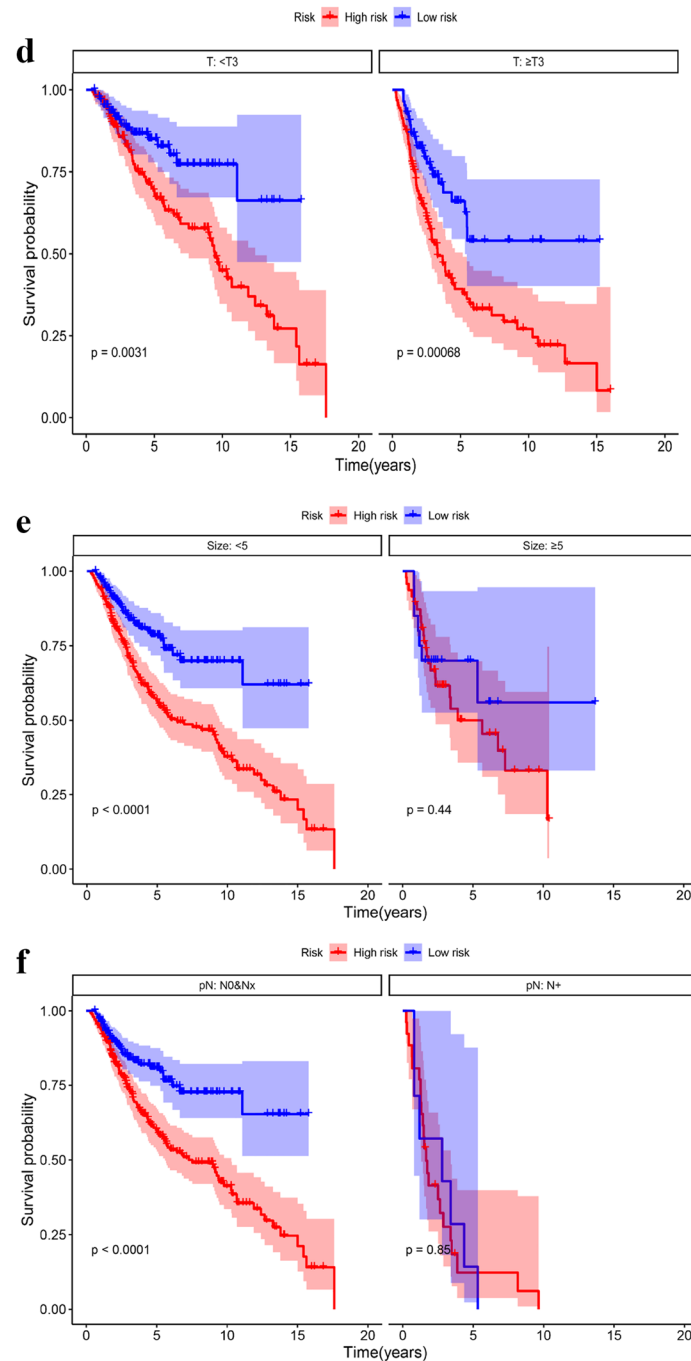 Risk High risk Low risk
d
T: <T3 T: ≥T3
Survival probability
1.00
0.75
0.50
0.25
0.00
p = 0.0031 p = 0.00068
0 5 10 15 20 0 5 10 15 20
Time(years)
Risk High risk Low risk
e
Size: <5 Size: ≥5
Survival probability
1.00
0.75
0.50
0.25
0.00
p < 0.0001 p = 0.44
0 5 10 15 20 0 5 10 15 20
Time(years)
Risk High risk Low risk
f
pN: N0&Nx pN: N+
Survival probability
1.00
0.75
0.50
0.25
0.00
p < 0.0001 p = 0.85
0 5 10 15 20 0 5 10 15 20
Time(years)